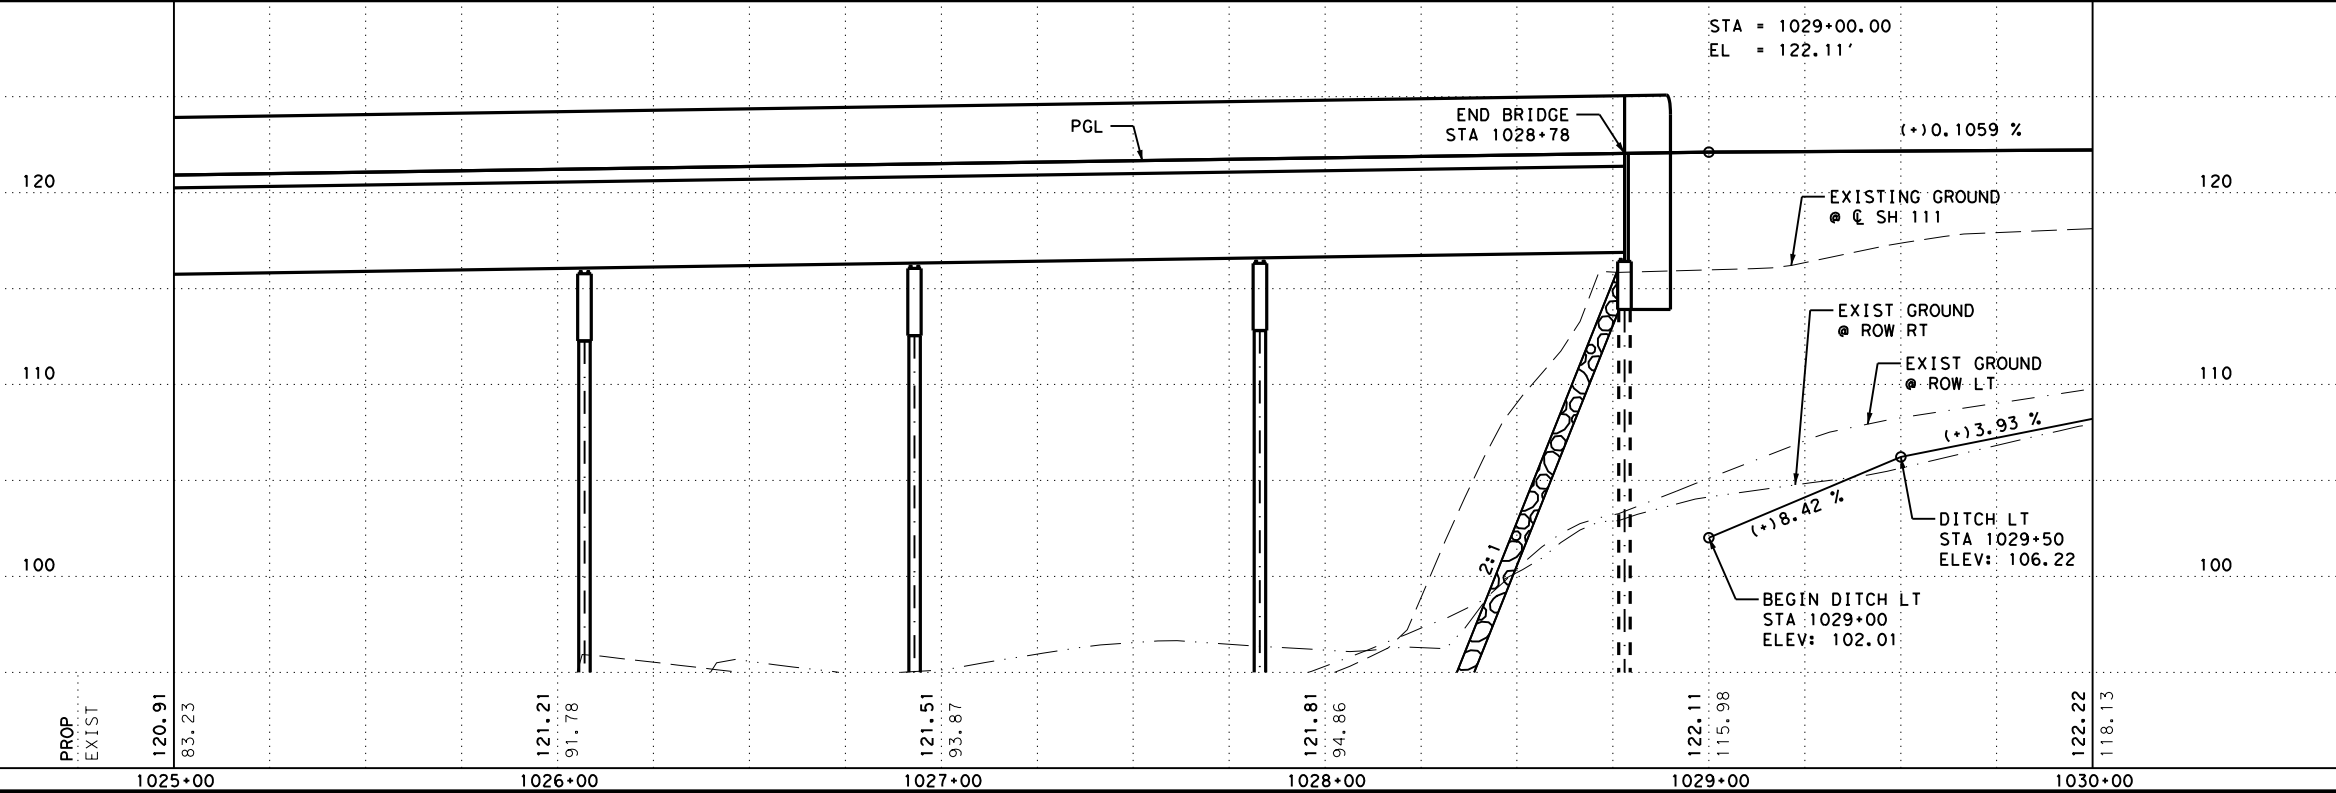 STA = 1029+00.00
EL = 122.11'
PGL
END BRIDGE
STA 1028+78
(+)0.1059 %
120
120
EXISTING GROUND
@ ℄ SH 111
EXIST GROUND
@ ROW RT
EXIST GROUND
@ ROW LT
110
110
(+)3.93 %
(+)8.42 %
DITCH LT
STA 1029+50
ELEV: 106.22
2:1
100
100
BEGIN DITCH LT
STA 1029+00
ELEV: 102.01
PROP
EXIST
120.91
83.23
121.21
91.78
121.51
93.87
121.81
94.86
122.11
115.98
122.22
118.13
1025+00
1026+00
1027+00
1028+00
1029+00
1030+00